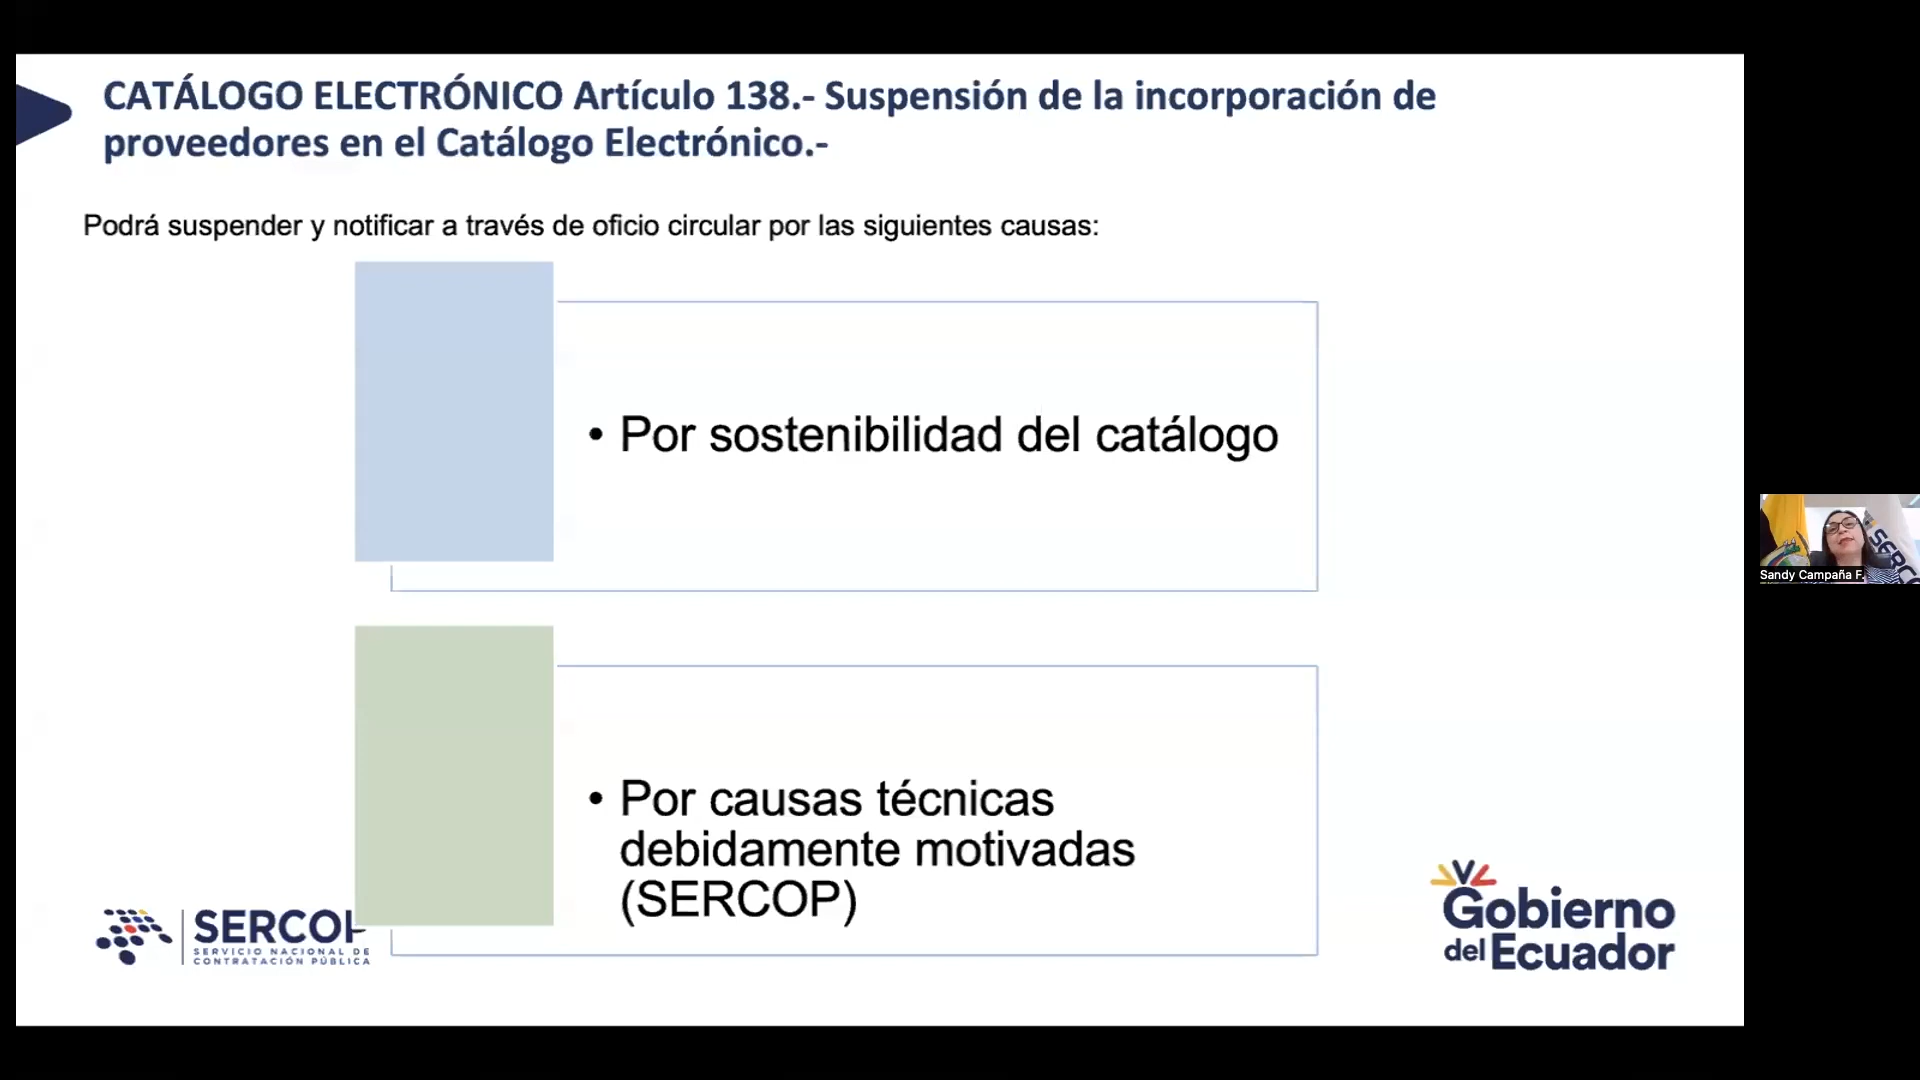 CATÁLOGO ELECTRÓNICO Artículo 138.- Suspensión de la incorporación de
proveedores en el Catálogo Electrónico.-
Podrá suspender y notificar a través de oficio circular por las siguientes causas:
• Por sostenibilidad del catálogo
• Por causas técnicas
debidamente motivadas
(SERCOP)
SERCOP
SERVICIO NACIONAL DE
CONTRATACIÓN PÚBLICA
Gobierno
del Ecuador
SERCO
Sandy Campaña F.